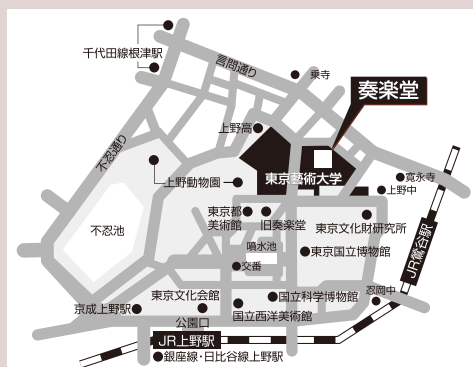 千代田線根津駅
言問通り
乗寺
奏楽堂
不忍通り
上野高
東京藝術大学
寛永寺
上野中
上野動物園
東京都
美術館
旧奏楽堂
東京文化財研究所
不忍池
噴水池
東京国立博物館
JR鶯谷駅
交番
忍岡中
東京文化会館
国立科学博物館
京成上野駅
公園口
国立西洋美術館
JR上野駅
銀座線・日比谷線上野駅